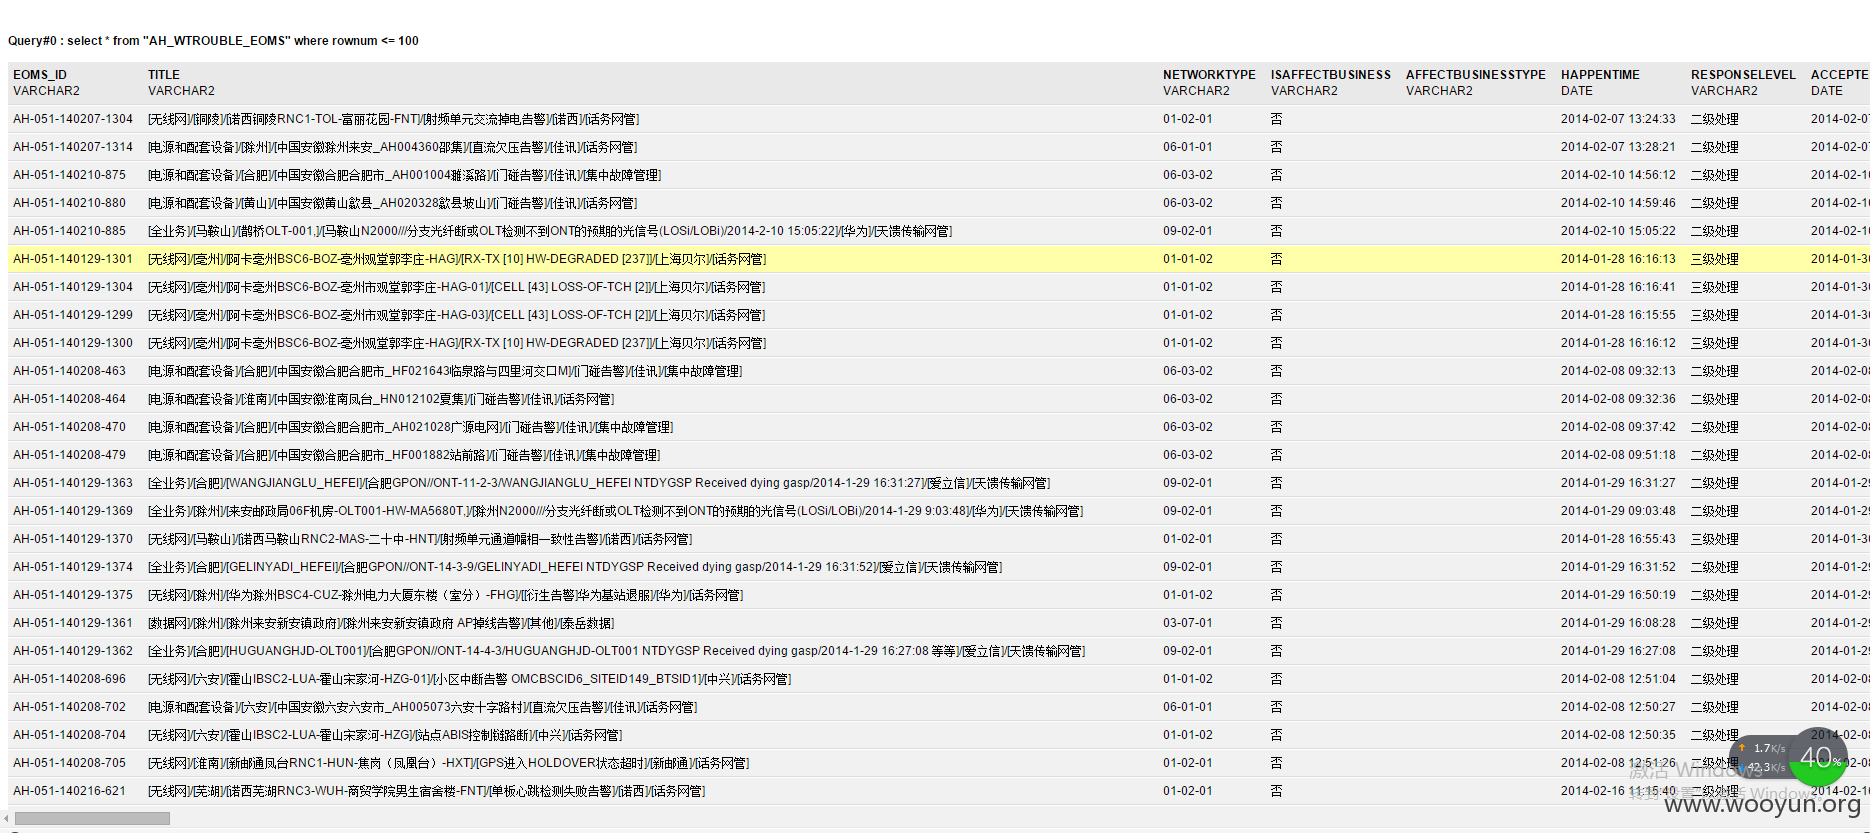 Query#0 : select * from "AH_WTROUBLE_EOMS" where rownum <= 100
EOMS_ID TITLE NETWORKTYPE ISAFFECTBUSINESS AFFECTBUSINESSTYPE HAPPENTIME RESPONSELEVEL ACCEPTE
VARCHAR2 VARCHAR2 VARCHAR2 VARCHAR2 VARCHAR2 DATE VARCHAR2 DATE
AH-051-140207-1304 [无线网]/[铜陵]/[诺西铜陵RNC1-TOL-富丽花园-FNT]/[射频单元交流掉电告警]/[诺西]/[话务网管] 01-02-01 否 2014-02-07 13:24:33 二级处理 2014-02-07
AH-051-140207-1314 [电源和配套设备]/[滁州]/[中国安徽滁州来安_AH004360邵集]/[直流欠压告警]/[佳讯]/[话务网管] 06-01-01 否 2014-02-07 13:28:21 二级处理 2014-02-07
AH-051-140210-875 [电源和配套设备]/[合肥]/[中国安徽合肥合肥市_AH001004濉溪路]/[门碰告警]/[佳讯]/[集中故障管理] 06-03-02 否 2014-02-10 14:56:12 二级处理 2014-02-10
AH-051-140210-880 [电源和配套设备]/[黄山]/[中国安徽黄山歙县_AH020328歙县坡山]/[门碰告警]/[佳讯]/[话务网管] 06-03-02 否 2014-02-10 14:59:46 二级处理 2014-02-10
AH-051-140210-885 [全业务]/[马鞍山]/[鹊桥OLT-001,]/[马鞍山N2000///分支光纤断或OLT检测不到ONT的预期的光信号(LOSi/LOBi)/2014-2-10 15:05:22]/[华为]/[天馈传输网管] 09-02-01 否 2014-02-10 15:05:22 二级处理 2014-02-10
AH-051-140129-1301 [无线网]/[亳州]/[阿卡亳州BSC6-BOZ-亳州观堂郭李庄-HAG]/[RX-TX [10] HW-DEGRADED [237]]/[上海贝尔]/[话务网管] 01-01-02 否 2014-01-28 16:16:13 三级处理 2014-01-30
AH-051-140129-1304 [无线网]/[亳州]/[阿卡亳州BSC6-BOZ-亳州市观堂郭李庄-HAG-01]/[CELL [43] LOSS-OF-TCH [2]]/[上海贝尔]/[话务网管] 01-01-02 否 2014-01-28 16:16:41 三级处理 2014-01-30
AH-051-140129-1299 [无线网]/[亳州]/[阿卡亳州BSC6-BOZ-亳州市观堂郭李庄-HAG-03]/[CELL [43] LOSS-OF-TCH [2]]/[上海贝尔]/[话务网管] 01-01-02 否 2014-01-28 16:15:55 三级处理 2014-01-30
AH-051-140129-1300 [无线网]/[亳州]/[阿卡亳州BSC6-BOZ-亳州观堂郭李庄-HAG]/[RX-TX [10] HW-DEGRADED [237]]/[上海贝尔]/[话务网管] 01-01-02 否 2014-01-28 16:16:12 三级处理 2014-01-30
AH-051-140208-463 [电源和配套设备]/[合肥]/[中国安徽合肥合肥市_HF021643临泉路与四里河交口M]/[门碰告警]/[佳讯]/[集中故障管理] 06-03-02 否 2014-02-08 09:32:13 二级处理 2014-02-08
AH-051-140208-464 [电源和配套设备]/[淮南]/[中国安徽淮南凤台_HN012102夏集]/[门碰告警]/[佳讯]/[话务网管] 06-03-02 否 2014-02-08 09:32:36 二级处理 2014-02-08
AH-051-140208-470 [电源和配套设备]/[合肥]/[中国安徽合肥合肥市_AH021028广源电网]/[门碰告警]/[佳讯]/[集中故障管理] 06-03-02 否 2014-02-08 09:37:42 二级处理 2014-02-08
AH-051-140208-479 [电源和配套设备]/[合肥]/[中国安徽合肥合肥市_HF001882站前路]/[门碰告警]/[佳讯]/[集中故障管理] 06-03-02 否 2014-02-08 09:51:18 二级处理 2014-02-08
AH-051-140129-1363 [全业务]/[合肥]/[WANGJIANGLU_HEFEI]/[合肥GPON//ONT-11-2-3/WANGJIANGLU_HEFEI NTDYGSP Received dying gasp/2014-1-29 16:31:27]/[爱立信]/[天馈传输网管] 09-02-01 否 2014-01-29 16:31:27 二级处理 2014-01-29
AH-051-140129-1369 [全业务]/[滁州]/[来安邮政局06F机房-OLT001-HW-MA5680T,]/[滁州N2000///分支光纤断或OLT检测不到ONT的预期的光信号(LOSi/LOBi)/2014-1-29 9:03:48]/[华为]/[天馈传输网管] 09-02-01 否 2014-01-29 09:03:48 二级处理 2014-01-29
AH-051-140129-1370 [无线网]/[马鞍山]/[诺西马鞍山RNC2-MAS-二十中-HNT]/[射频单元通道幅相一致性告警]/[诺西]/[话务网管] 01-02-01 否 2014-01-28 16:55:43 三级处理 2014-01-30
AH-051-140129-1374 [全业务]/[合肥]/[GELINYADI_HEFEI]/[合肥GPON//ONT-14-3-9/GELINYADI_HEFEI NTDYGSP Received dying gasp/2014-1-29 16:31:52]/[爱立信]/[天馈传输网管] 09-02-01 否 2014-01-29 16:31:52 二级处理 2014-01-29
AH-051-140129-1375 [无线网]/[滁州]/[华为滁州BSC4-CUZ-滁州电力大厦东楼（室分）-FHG]/[[衍生告警]华为基站退服]/[华为]/[话务网管] 01-01-02 否 2014-01-29 16:50:19 二级处理 2014-01-29
AH-051-140129-1361 [数据网]/[滁州]/[滁州来安新安镇政府]/[滁州来安新安镇政府 AP掉线告警]/[其他]/[泰岳数据] 03-07-01 否 2014-01-29 16:08:28 二级处理 2014-01-29
AH-051-140129-1362 [全业务]/[合肥]/[HUGUANGHJD-OLT001]/[合肥GPON//ONT-14-4-3/HUGUANGHJD-OLT001 NTDYGSP Received dying gasp/2014-1-29 16:27:08 等等]/[爱立信]/[天馈传输网管] 09-02-01 否 2014-01-29 16:27:08 二级处理 2014-01-29
AH-051-140208-696 [无线网]/[六安]/[霍山IBSC2-LUA-霍山宋家河-HZG-01]/[小区中断告警 OMCBSCID6_SITEID149_BTSID1]/[中兴]/[话务网管] 01-01-02 否 2014-02-08 12:51:04 二级处理 2014-02-08
AH-051-140208-702 [电源和配套设备]/[六安]/[中国安徽六安六安市_AH005073六安十字路村]/[直流欠压告警]/[佳讯]/[话务网管] 06-01-01 否 2014-02-08 12:50:27 二级处理 2014-02-08
AH-051-140208-704 [无线网]/[六安]/[霍山IBSC2-LUA-霍山宋家河-HZG]/[站点ABIS控制链路断]/[中兴]/[话务网管] 01-01-02 否 2014-02-08 12:50:35 二级处理 2014-02-08
AH-051-140208-705 [无线网]/[淮南]/[新邮通凤台RNC1-HUN-焦岗（凤凰台）-HXT]/[GPS进入HOLDOVER状态超时]/[新邮通]/[话务网管] 01-02-01 否 2014-02-08 12:51:26 二级处理 2014-02-08
AH-051-140216-621 [无线网]/[芜湖]/[诺西芜湖RNC3-WUH-商贸学院男生宿舍楼-FNT]/[单板心跳检测失败告警]/[诺西]/[话务网管] 01-02-01 否 2014-02-16 11:15:40 二级处理 2014-02-16
1.7K/s
42.3K/s
40%
激活 Windows
转到"设置"以激活 Windows。
www.wooyun.org